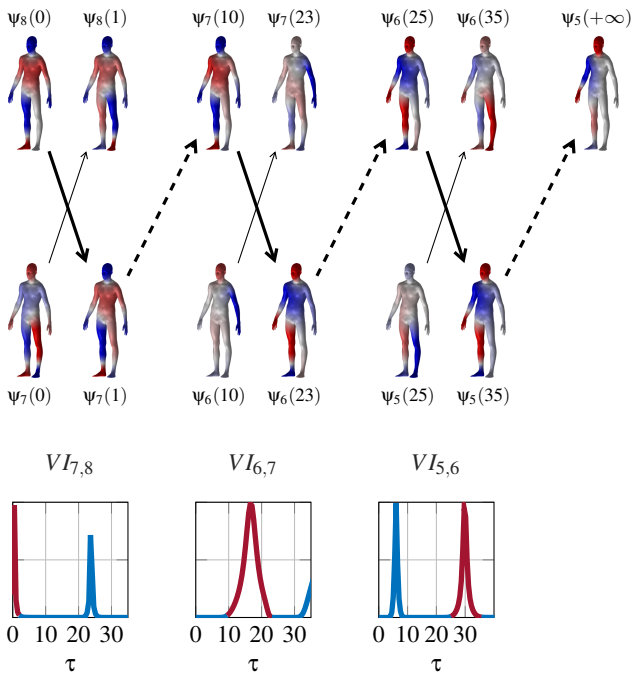 ψ₈(0) ψ₈(1) ψ₇(10) ψ₇(23) ψ₆(25) ψ₆(35) ψ₅(+∞)
ψ₇(0) ψ₇(1) ψ₆(10) ψ₆(23) ψ₅(25) ψ₅(35)
VI₇,₈ VI₆,₇ VI₅,₆
0 10 20 30 0 10 20 30 0 10 20 30
τ τ τ